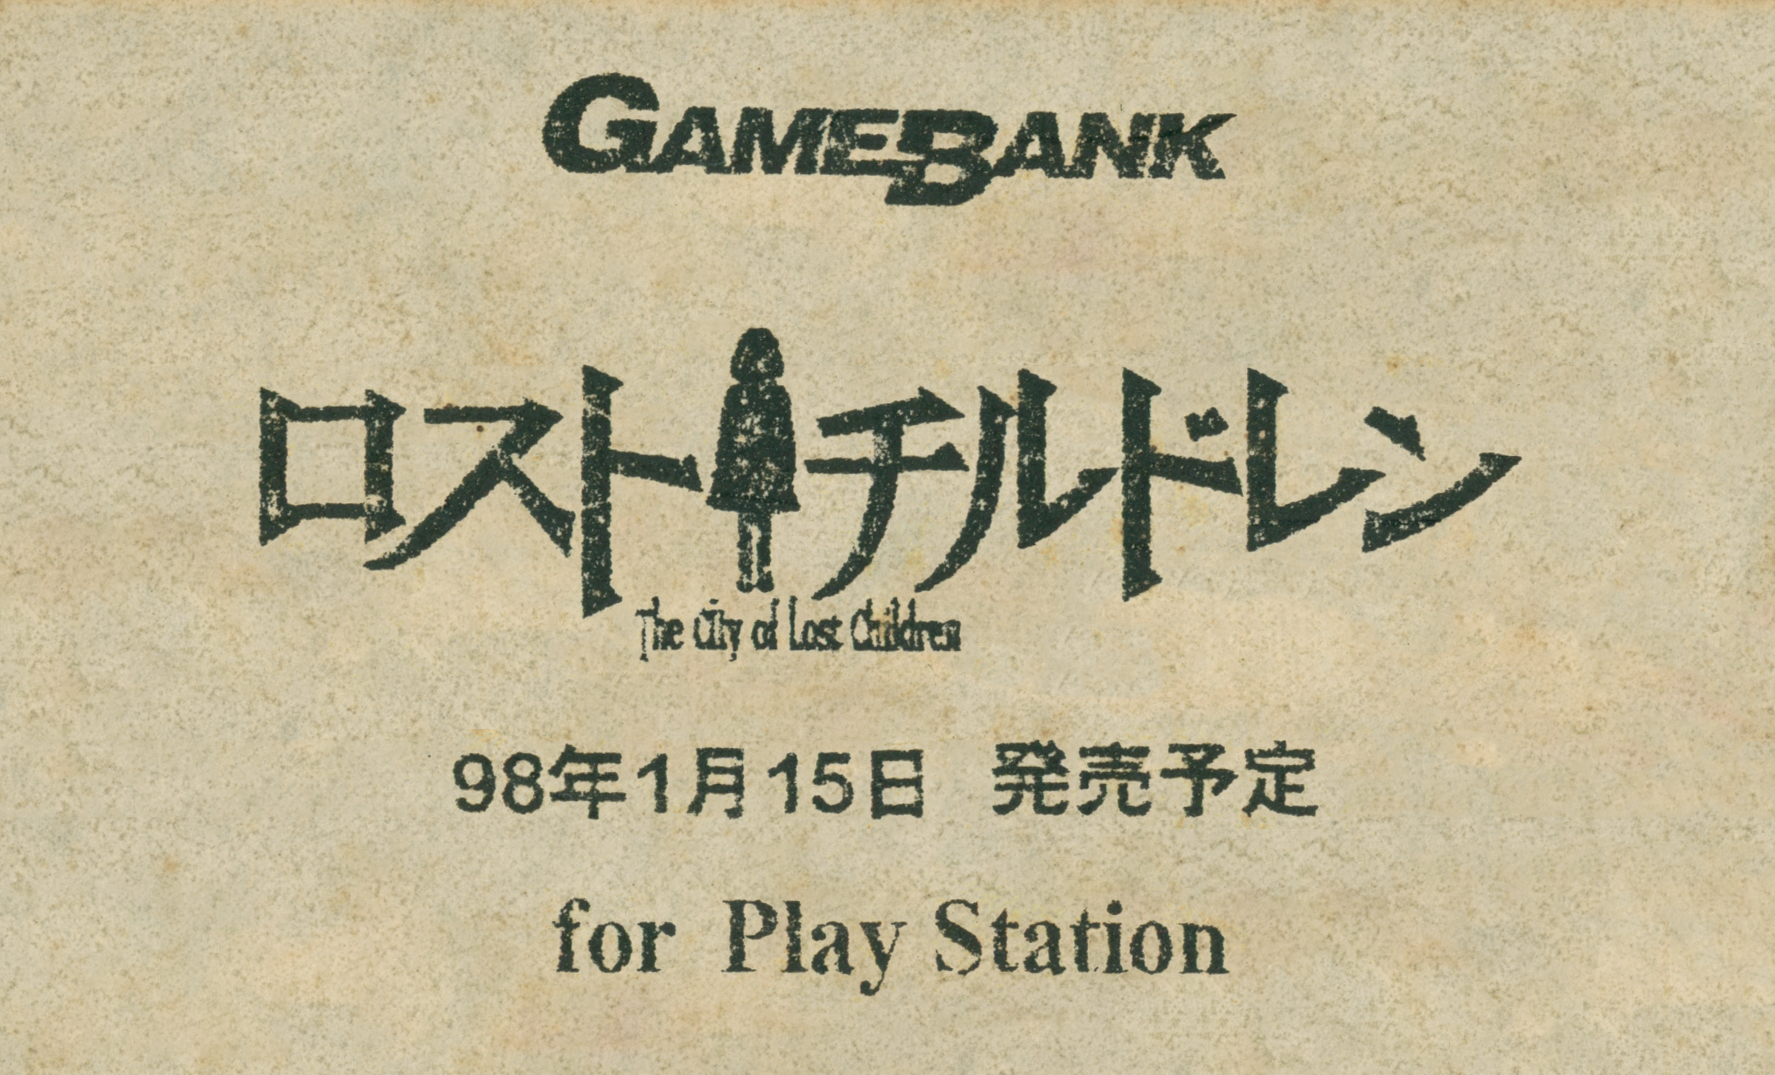 GAMEBANK
ロストチルドレン
The City of Lost Children
98年1月15日 発売予定
for Play Station